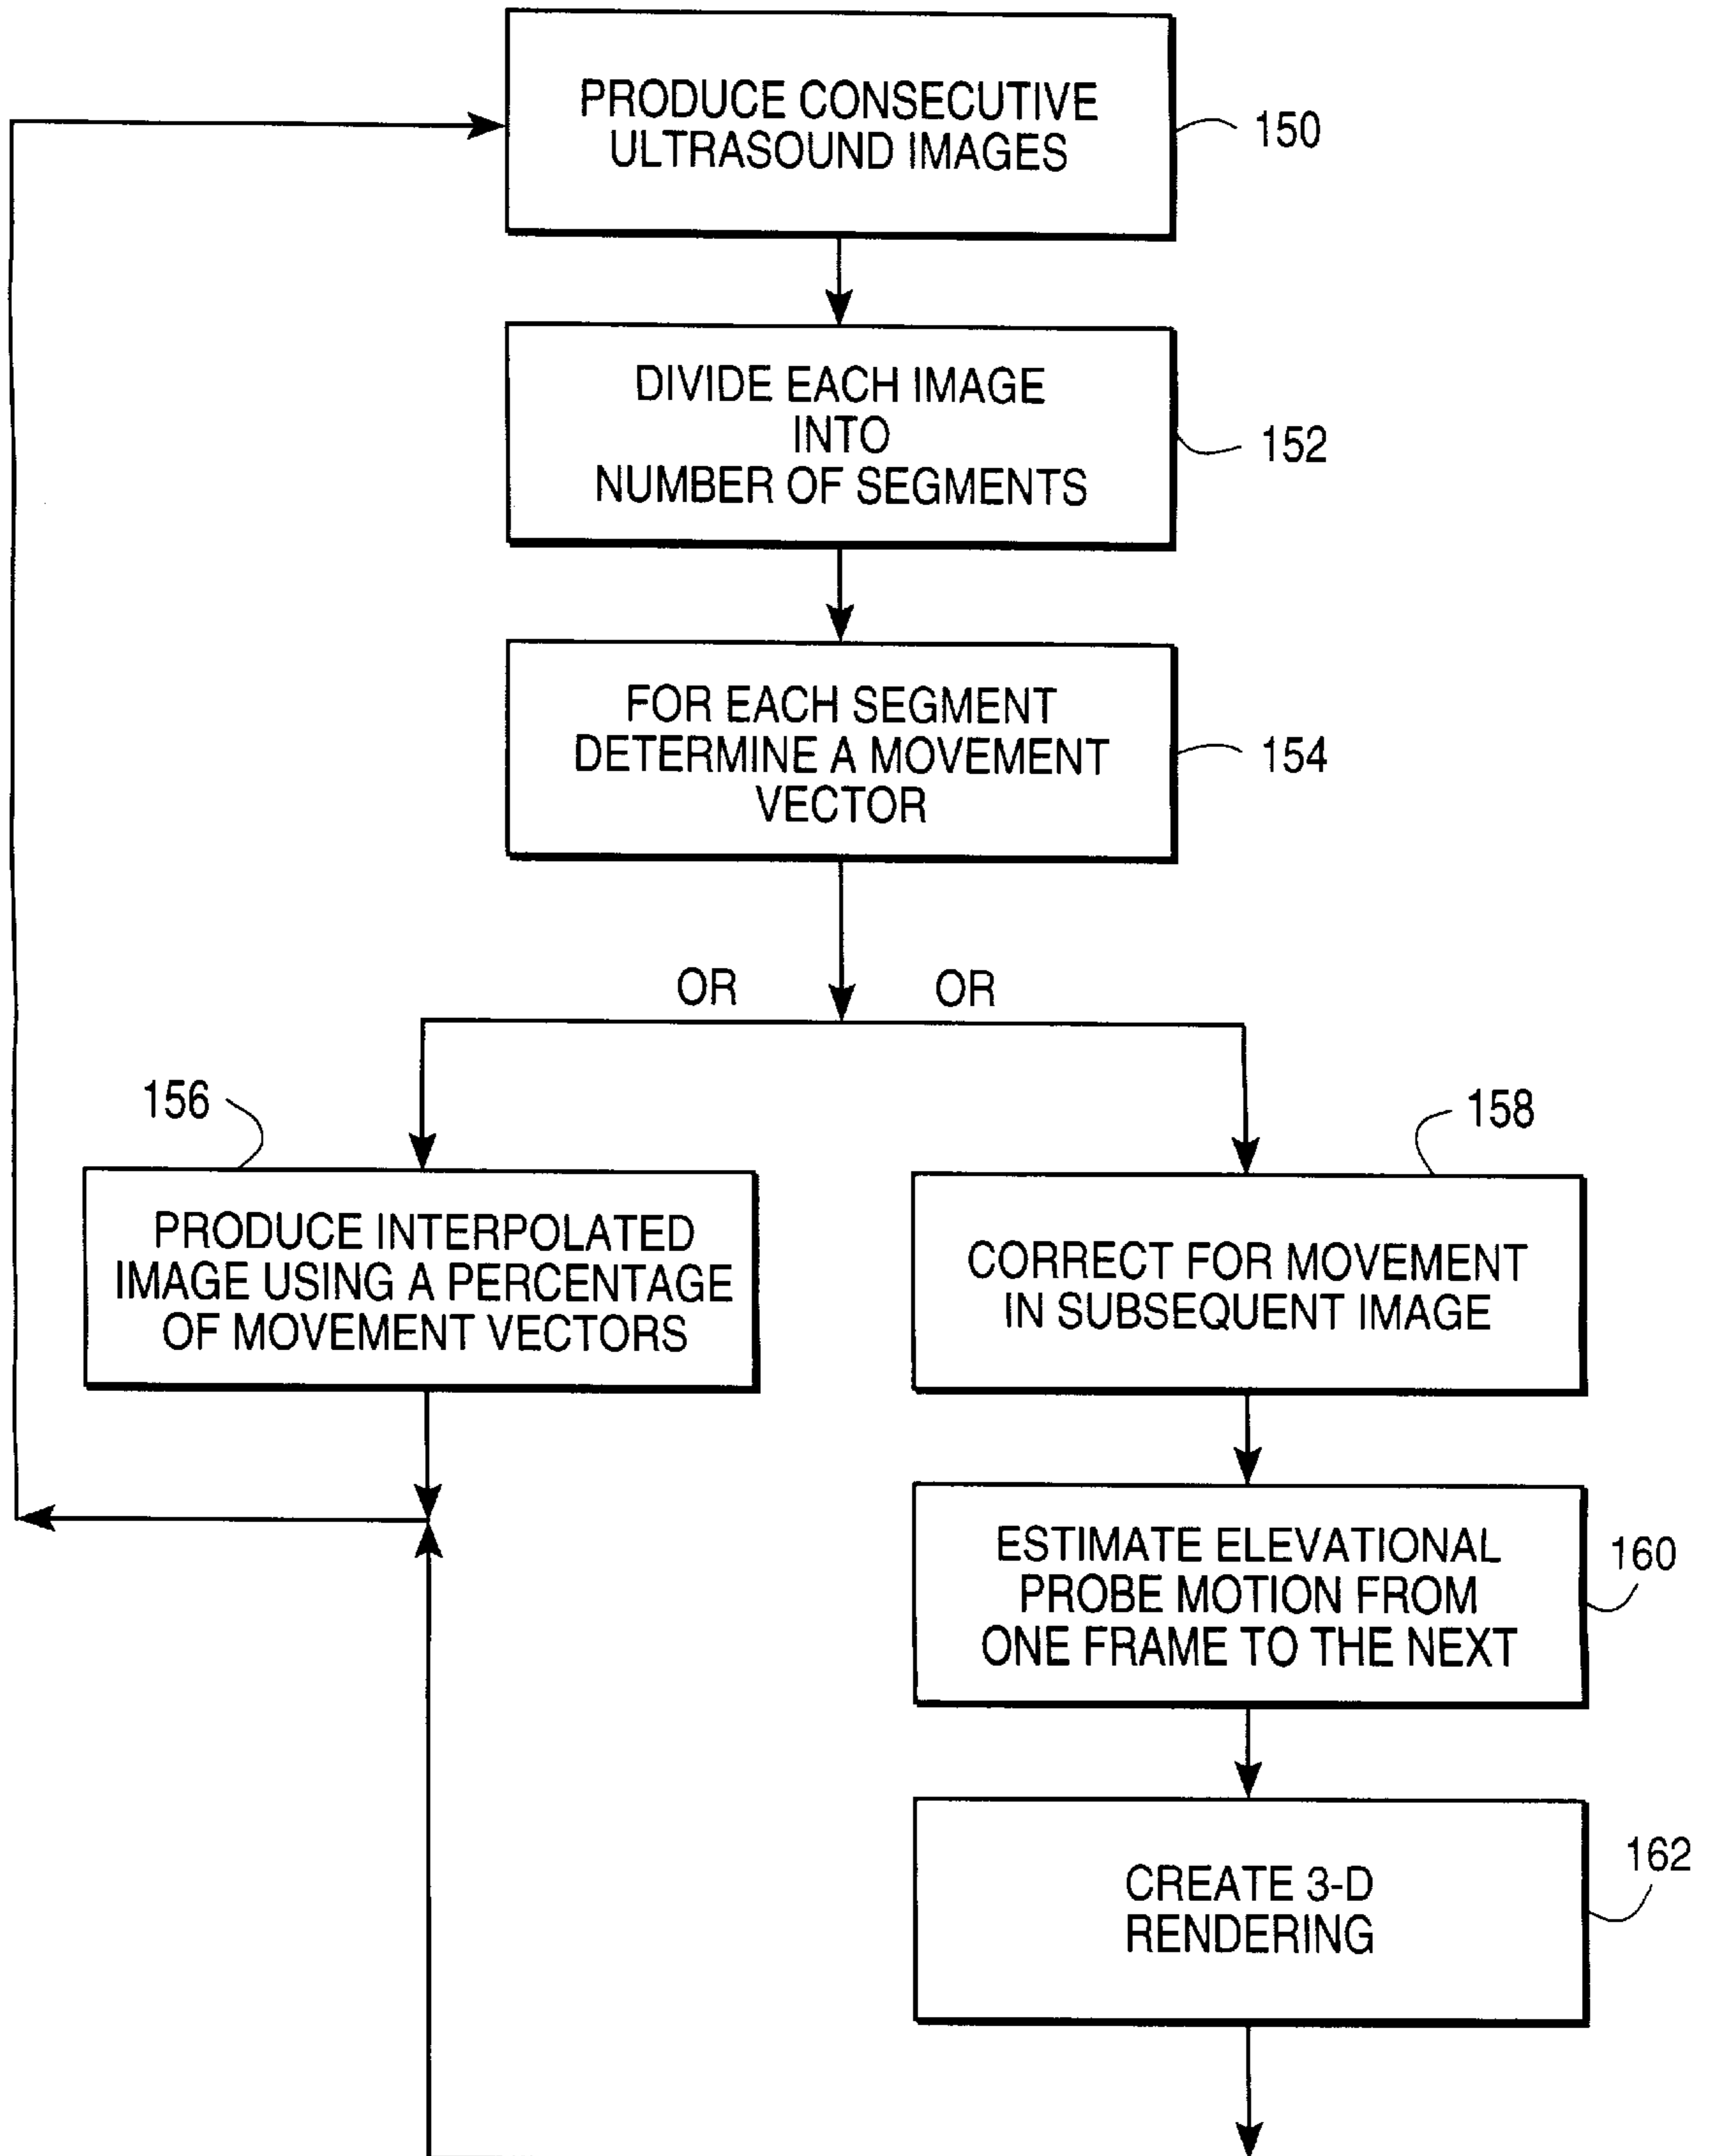 PRODUCE CONSECUTIVE
ULTRASOUND IMAGES
150
DIVIDE EACH IMAGE
INTO
NUMBER OF SEGMENTS
152
FOR EACH SEGMENT
DETERMINE A MOVEMENT
VECTOR
154
OR
OR
156
PRODUCE INTERPOLATED
IMAGE USING A PERCENTAGE
OF MOVEMENT VECTORS
158
CORRECT FOR MOVEMENT
IN SUBSEQUENT IMAGE
ESTIMATE ELEVATIONAL
PROBE MOTION FROM
ONE FRAME TO THE NEXT
160
CREATE 3-D
RENDERING
162